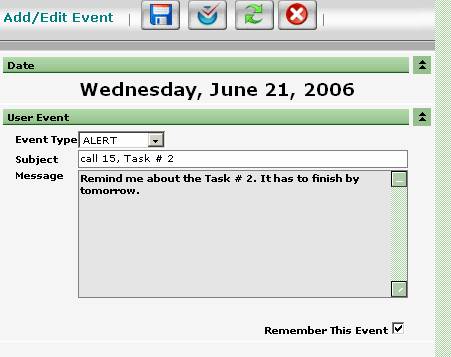 Add/Edit Event
Date
Wednesday, June 21, 2006
User Event
Event Type ALERT
Subject call 15, Task # 2
Message Remind me about the Task # 2. It has to finish by
tomorrow.
Remember This Event